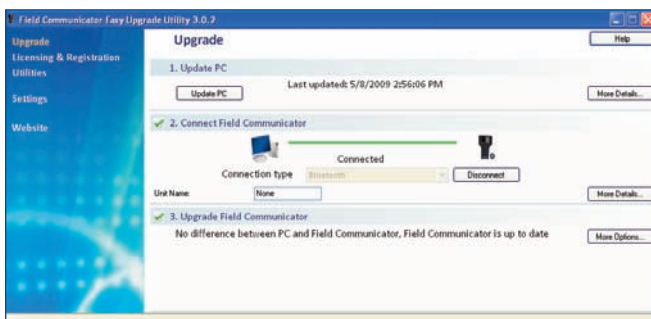 Field Communicator Easy Upgrade Utility 3.0.2
Upgrade
Licensing & Registration
Utilities
Settings
Website
Upgrade
Help
1. Update PC
Update PC
Last updated: 5/8/2009 2:56:06 PM
More Details...
2. Connect Field Communicator
Connected
Connection type
Bluetooth
Disconnect
Unit Name:
None
More Details...
3. Upgrade Field Communicator
No difference between PC and Field Communicator, Field Communicator is up to date
More Options...